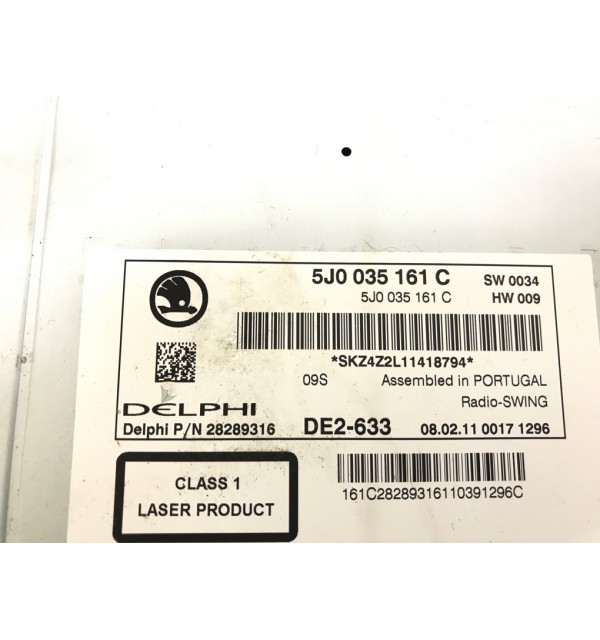 5J0 035 161 C
SW 0034
5J0 035 161 C
HW 009
*SKZ4Z2L11418794*
09S
Assembled in PORTUGAL
Radio-SWING
DELPHI
Delphi P/N 28289316
DE2-633
08.02.11 0017 1296
CLASS 1
LASER PRODUCT
161C28289316110391296C